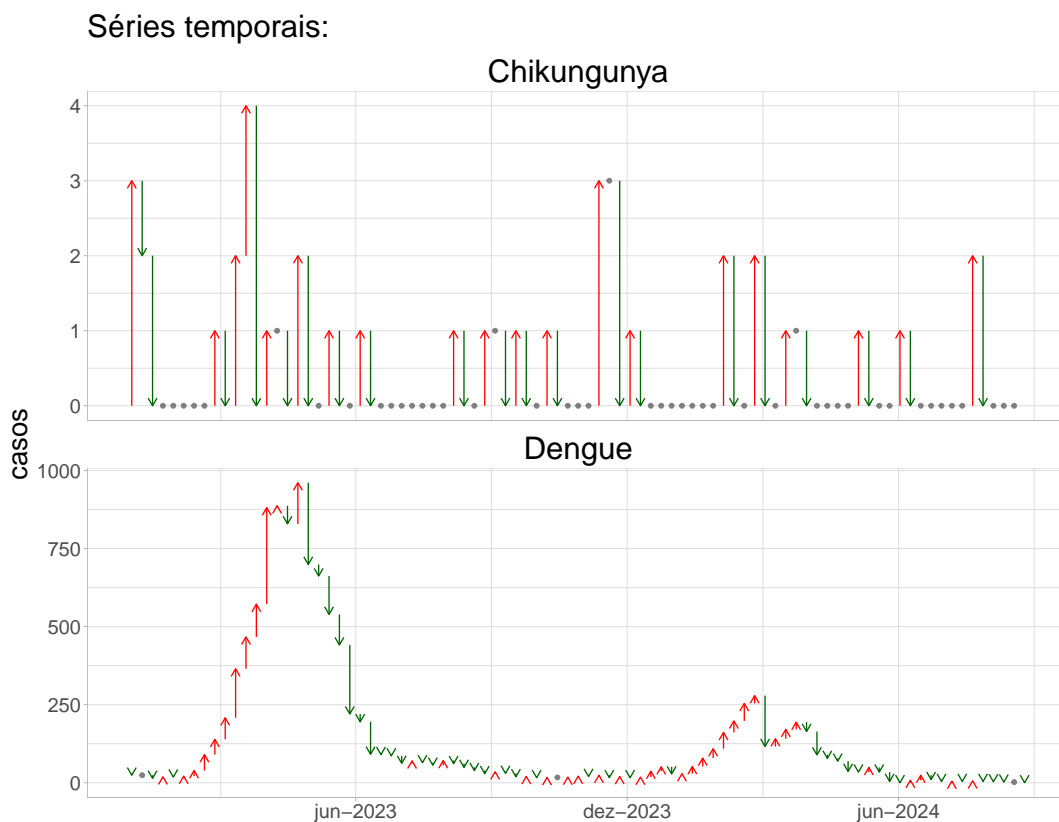 Séries temporais:
Chikungunya
4
3
2
1
0
casos
Dengue
1000
750
500
250
0
jun−2023
dez−2023
jun−2024